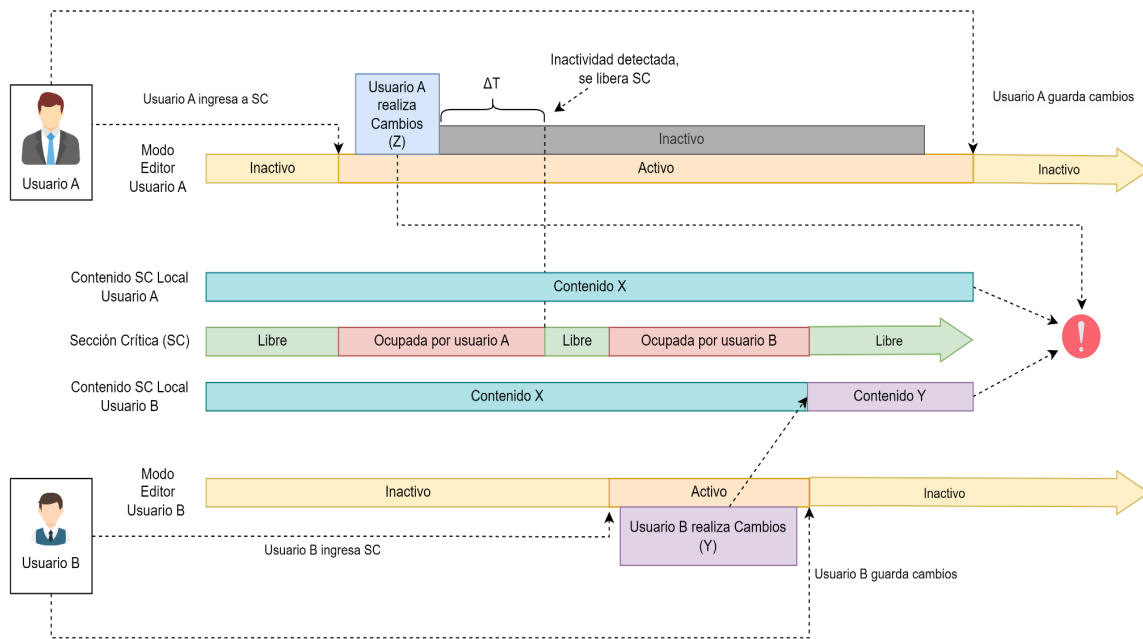 Inactividad detectada,
se libera SC
Usuario A
realiza
Cambios
(Z)
ΔT
Usuario A ingresa a SC
Usuario A guarda cambios
Inactivo
Modo
Editor
Usuario A
Inactivo
Activo
Inactivo
Usuario A
Contenido SC Local
Usuario A
Contenido X
Sección Crítica (SC)
Libre
Ocupada por usuario A
Libre
Ocupada por usuario B
Libre
Contenido SC Local
Usuario B
Contenido X
Contenido Y
Modo
Editor
Usuario B
Inactivo
Activo
Inactivo
Usuario B realiza Cambios
(Y)
Usuario B ingresa SC
Usuario B
Usuario B guarda cambios